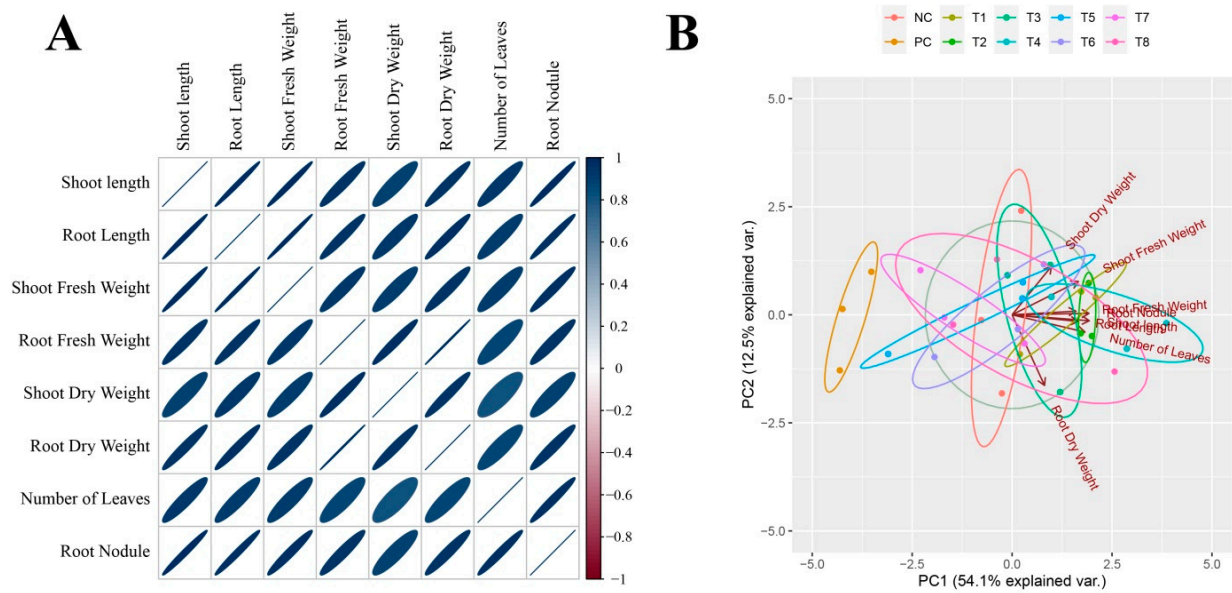 A
Shoot length
Root Length
Shoot Fresh Weight
Root Fresh Weight
Shoot Dry Weight
Root Dry Weight
Number of Leaves
Root Nodule
Shoot length
Root Length
Shoot Fresh Weight
Root Fresh Weight
Shoot Dry Weight
Root Dry Weight
Number of Leaves
Root Nodule
1
0.8
0.6
0.4
0.2
0
−0.2
−0.4
−0.6
−0.8
−1
B
NC T1 T3 T5 T7
PC T2 T4 T6 T8
5.0
2.5
0.0
−2.5
−5.0
PC2 (12.5% explained var.)
Shoot Dry Weight
Shoot Fresh Weight
Root Fresh Weight
Root Nodule
Shoot length
Root Length
Number of Leaves
Root Dry Weight
−5.0 −2.5 0.0 2.5 5.0
PC1 (54.1% explained var.)